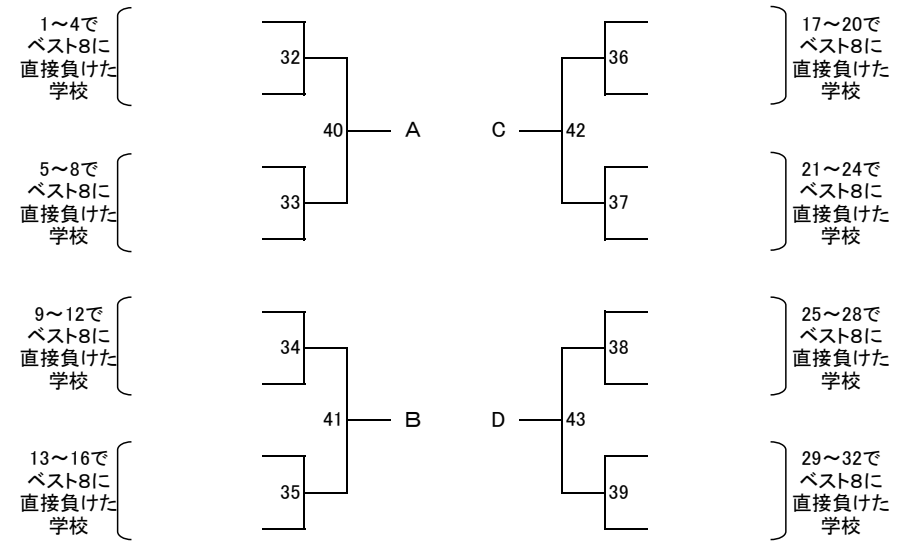 1～4で
ベスト8に
直接負けた
学校
32
40
A
5～8で
ベスト8に
直接負けた
学校
33
9～12で
ベスト8に
直接負けた
学校
34
41
B
13～16で
ベスト8に
直接負けた
学校
35
17～20で
ベスト8に
直接負けた
学校
36
C
42
21～24で
ベスト8に
直接負けた
学校
37
25～28で
ベスト8に
直接負けた
学校
38
D
43
29～32で
ベスト8に
直接負けた
学校
39